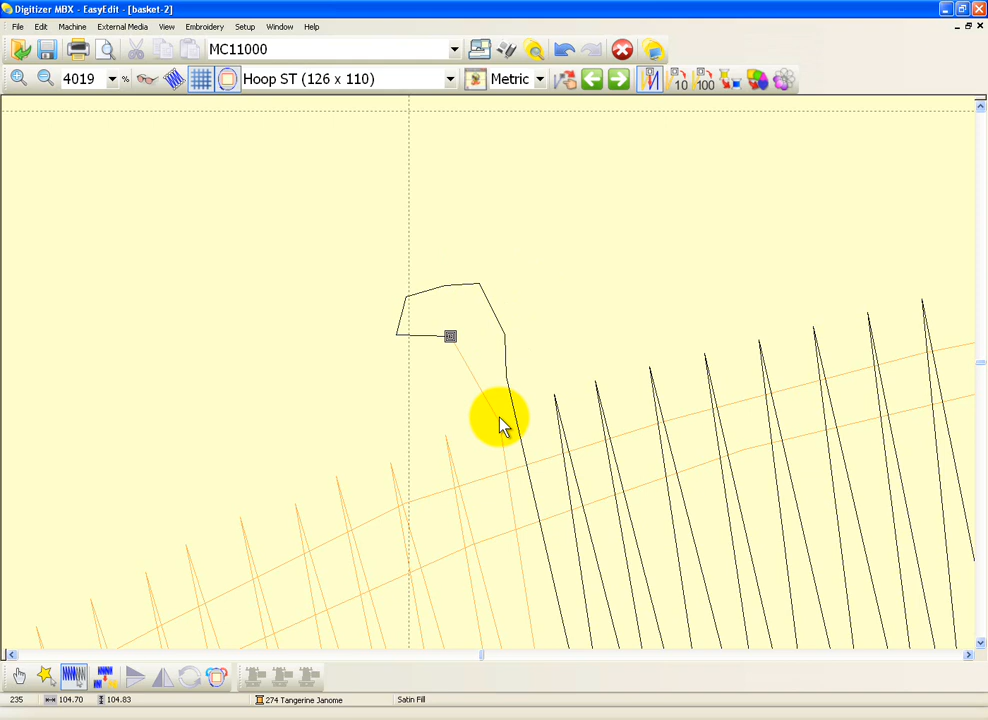 Digitizer MBX - EasyEdit - [basket-2]
File Edit Machine External Media View Embroidery Setup Window Help
MC11000
4019 % Hoop ST (126 x 110) Metric 10 100
235 104.70 104.83 274 Tangerine Janome Satin Fill